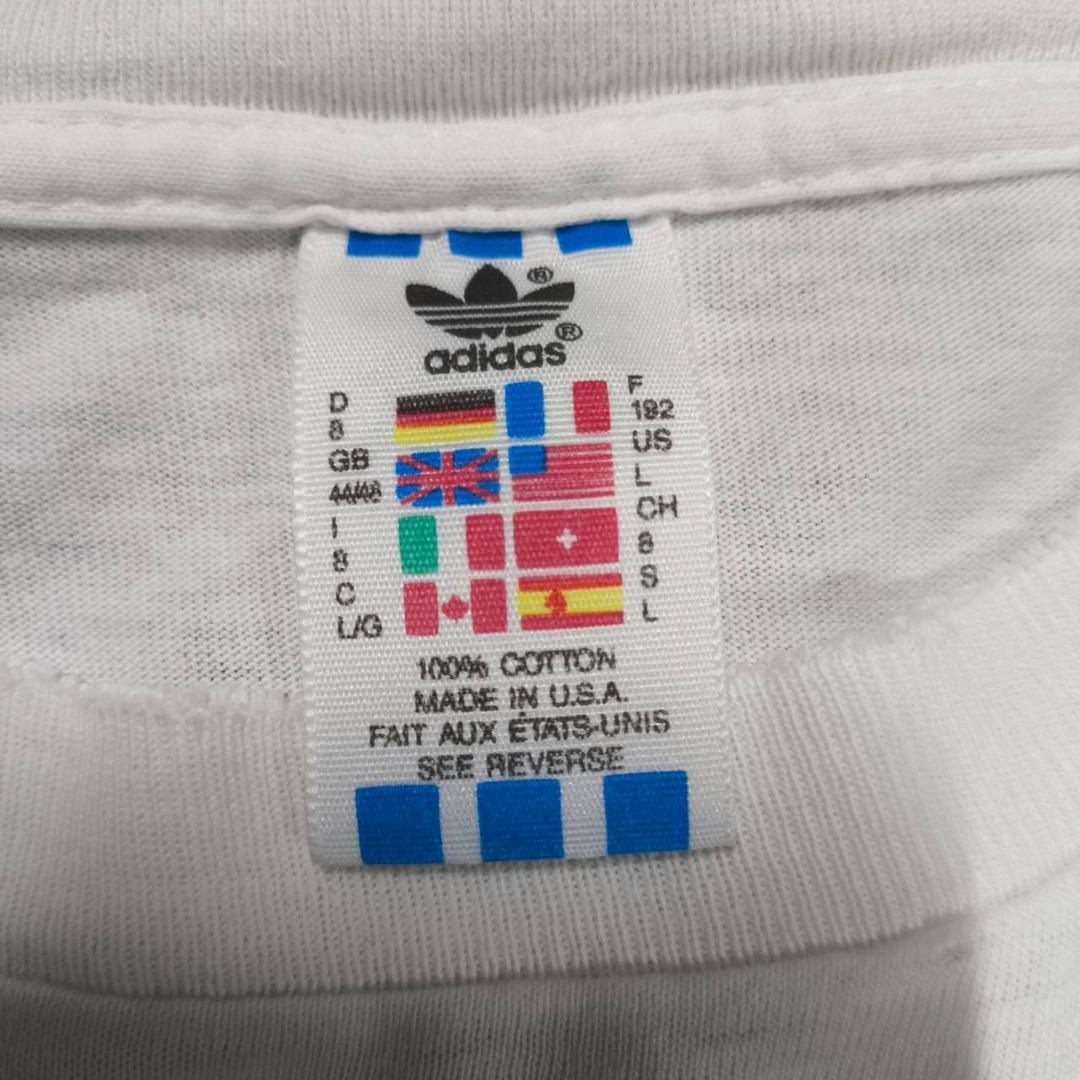 ®
adidas®
D
8
GB
44/46
I
8
C
L/G
F
192
US
L
CH
8
S
L
100% COTTON
MADE IN U.S.A.
FAIT AUX ÉTATS-UNIS
SEE REVERSE